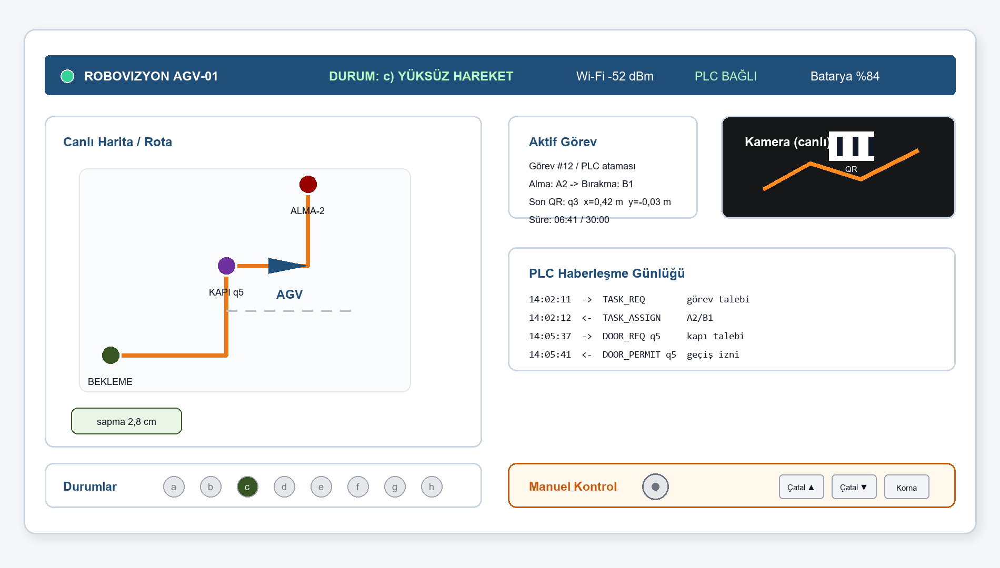 ROBOVIZYON AGV-01 DURUM: c) YÜKSÜZ HAREKET Wi-Fi -52 dBm PLC BAĞLI Batarya %84
Canlı Harita / Rota
ALMA-2
KAPI q5
AGV
BEKLEME
sapma 2,8 cm
Aktif Görev
Görev #12 / PLC ataması
Alma: A2 -> Bırakma: B1
Son QR: q3 x=0,42 m y=-0,03 m
Süre: 06:41 / 30:00
Kamera (canlı)
QR
PLC Haberleşme Günlüğü
14:02:11 -> TASK_REQ görev talebi
14:02:12 <- TASK_ASSIGN A2/B1
14:05:37 -> DOOR_REQ q5 kapı talebi
14:05:41 <- DOOR_PERMIT q5 geçiş izni
Durumlar a b c d e f g h
Manuel Kontrol Çatal ▲ Çatal ▼ Korna